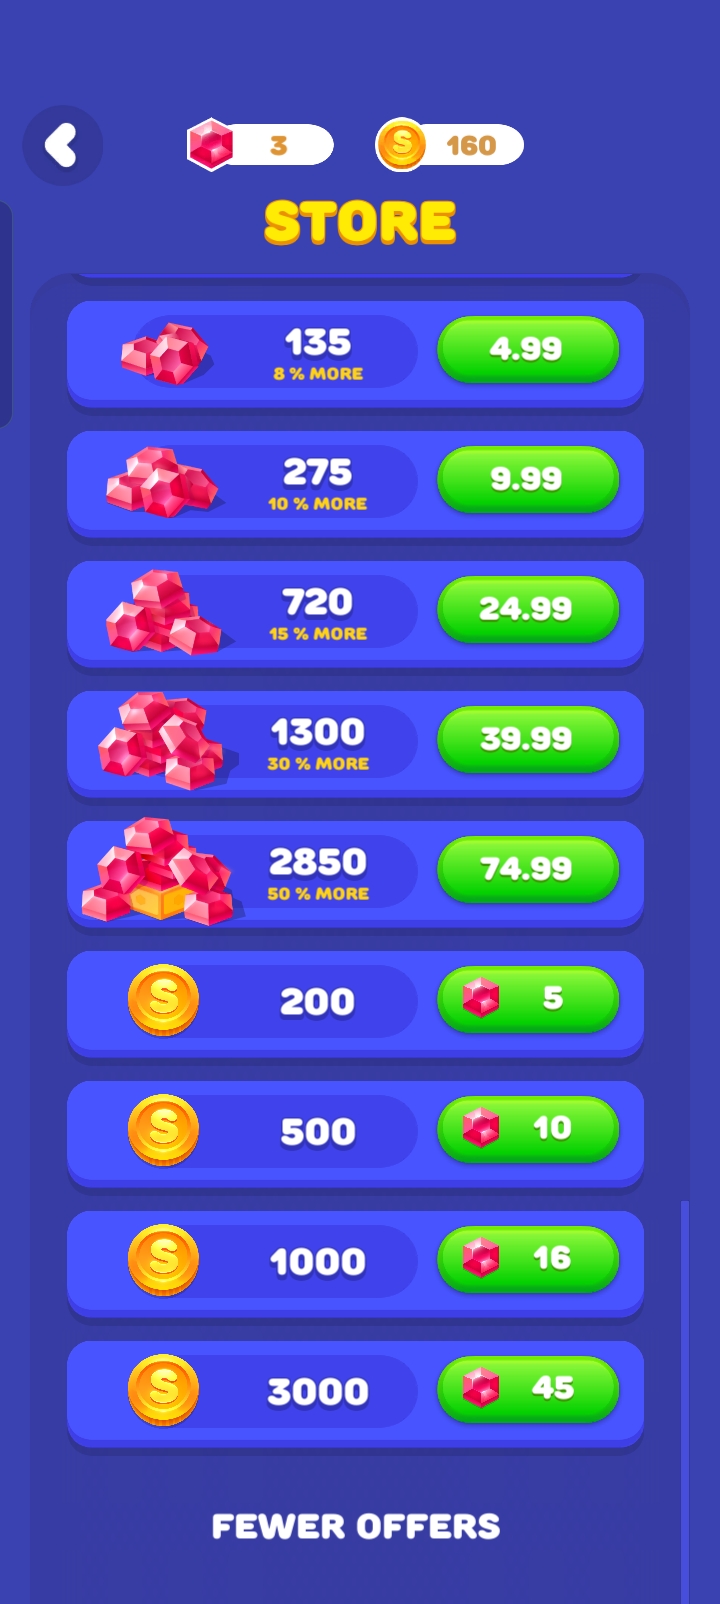 3
160
STORE
135
8 % MORE
4.99
275
10 % MORE
9.99
720
15 % MORE
24.99
1300
30 % MORE
39.99
2850
50 % MORE
74.99
S
200
5
S
500
10
S
1000
16
S
3000
45
FEWER OFFERS